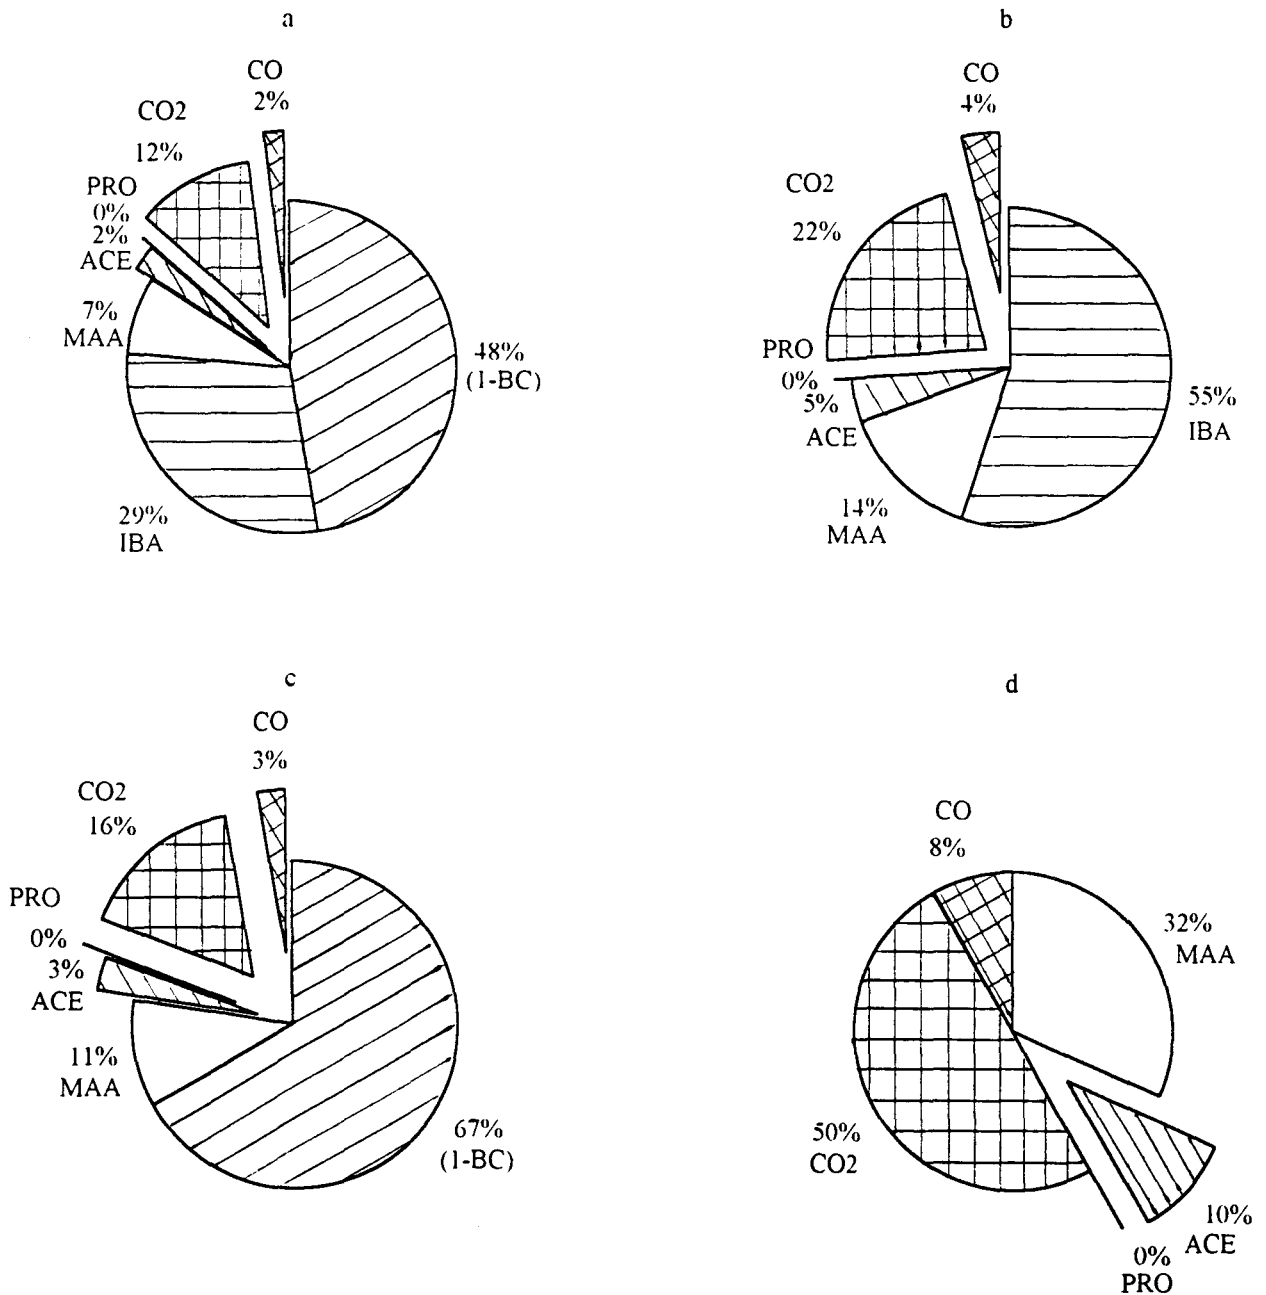 a
CO
2%
CO2
12%
PRO
0%
2%
ACE
7%
MAA
48%
(1-BC)
29%
IBA
b
CO
4%
CO2
22%
PRO
0%
5%
ACE
55%
IBA
14%
MAA
c
CO
3%
CO2
16%
PRO
0%
3%
ACE
11%
MAA
67%
(1-BC)
d
CO
8%
32%
MAA
50%
CO2
10%
ACE
0%
PRO